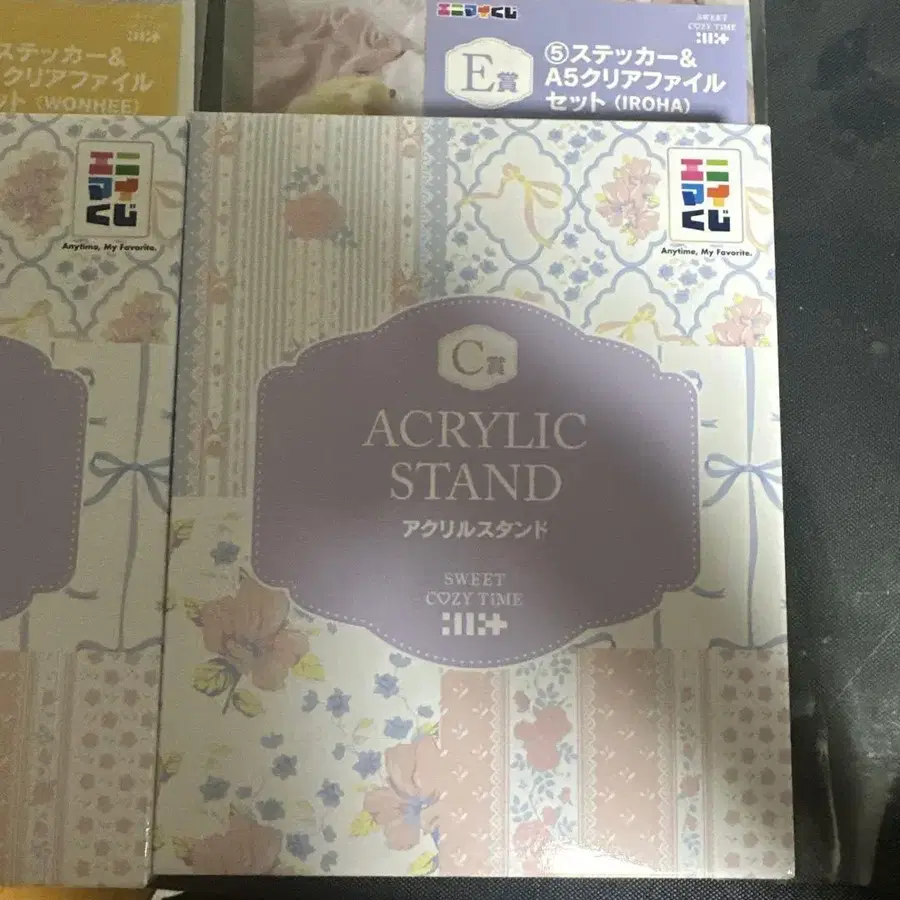 ステッカー&
クリアファイル
ット (WONHEE)
エニマイくじ
E賞
⑤ステッカー&
A5クリアファイル
セット (IROHA)
SWEET
COZY TIME
エニマイくじ
Anytime, My Favorite.
エニマイくじ
Anytime, My Favorite.
C賞
ACRYLIC
STAND
アクリルスタンド
SWEET
COZY TIME